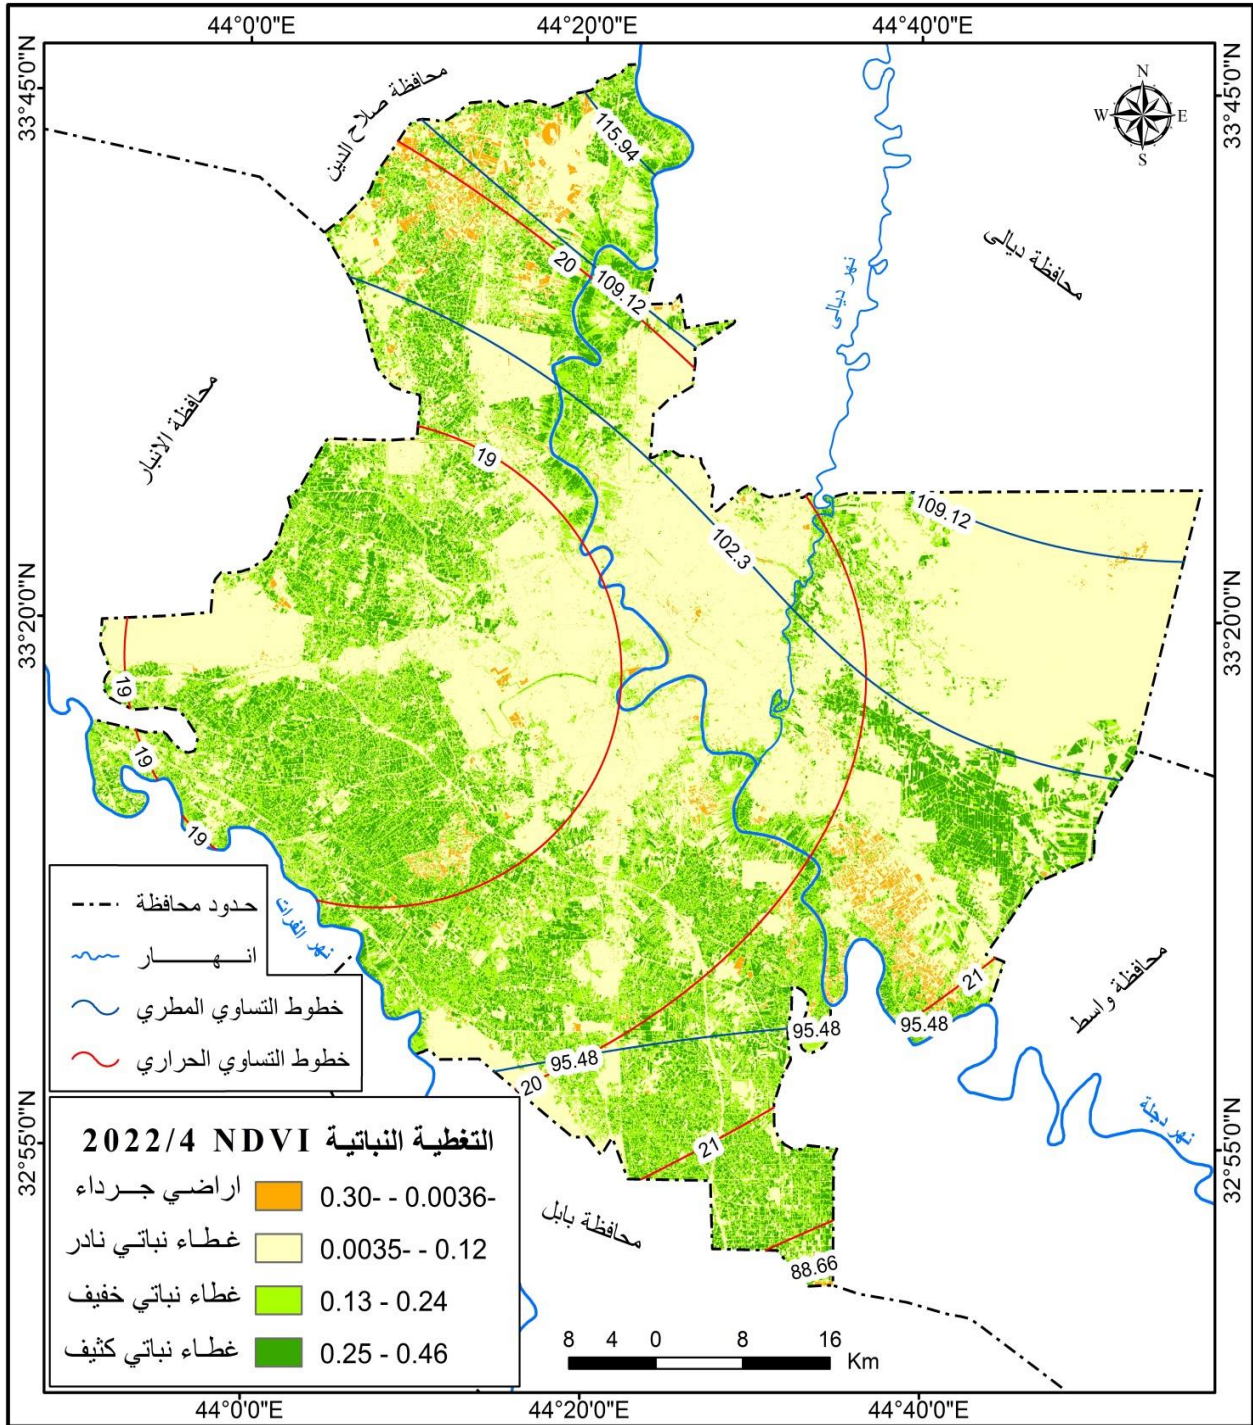 44°0'0"E
44°20'0"E
44°40'0"E
33°45'0"N
33°45'0"N
N
W
E
S
محافظة صلاح الدين
115.94
محافظة ديالى
نهر ديالى
20
109.12
محافظة الانبار
19
109.12
102.3
33°20'0"N
33°20'0"N
19
19
19
حدود محافظة
انهار
خطوط التساوي المطري
خطوط التساوي الحراري
نهر الفرات
محافظة واسط
21
95.48
95.48
95.48
20
نهر دجلة
32°55'0"N
32°55'0"N
21
محافظة بابل
88.66
التغطية النباتية 2022/4 NDVI
اراضي جرداء 0.30- - 0.0036-
غطاء نباتي نادر 0.0035- - 0.12
غطاء نباتي خفيف 0.13 - 0.24
غطاء نباتي كثيف 0.25 - 0.46
8 4 0 8 16
Km
44°0'0"E
44°20'0"E
44°40'0"E